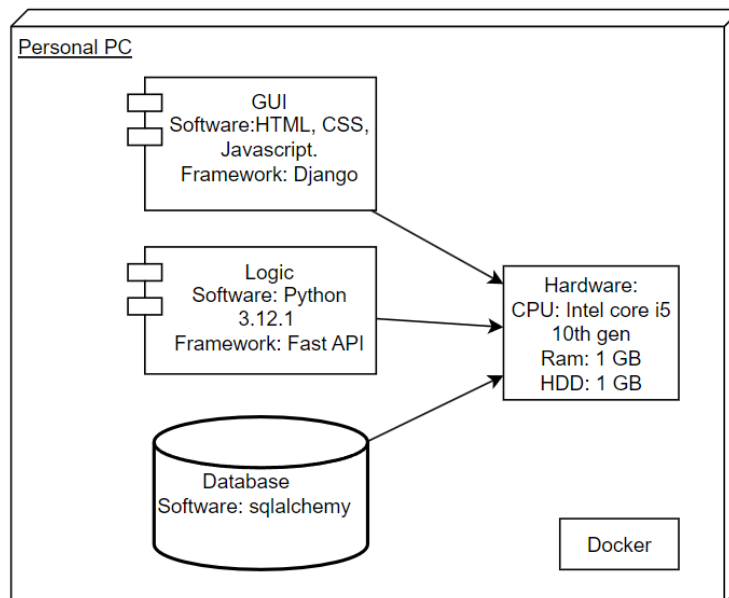 Personal PC
GUI
Software:HTML, CSS,
Javascript.
Framework: Django
Logic
Software: Python
3.12.1
Framework: Fast API
Hardware:
CPU: Intel core i5
10th gen
Ram: 1 GB
HDD: 1 GB
Database
Software: sqlalchemy
Docker